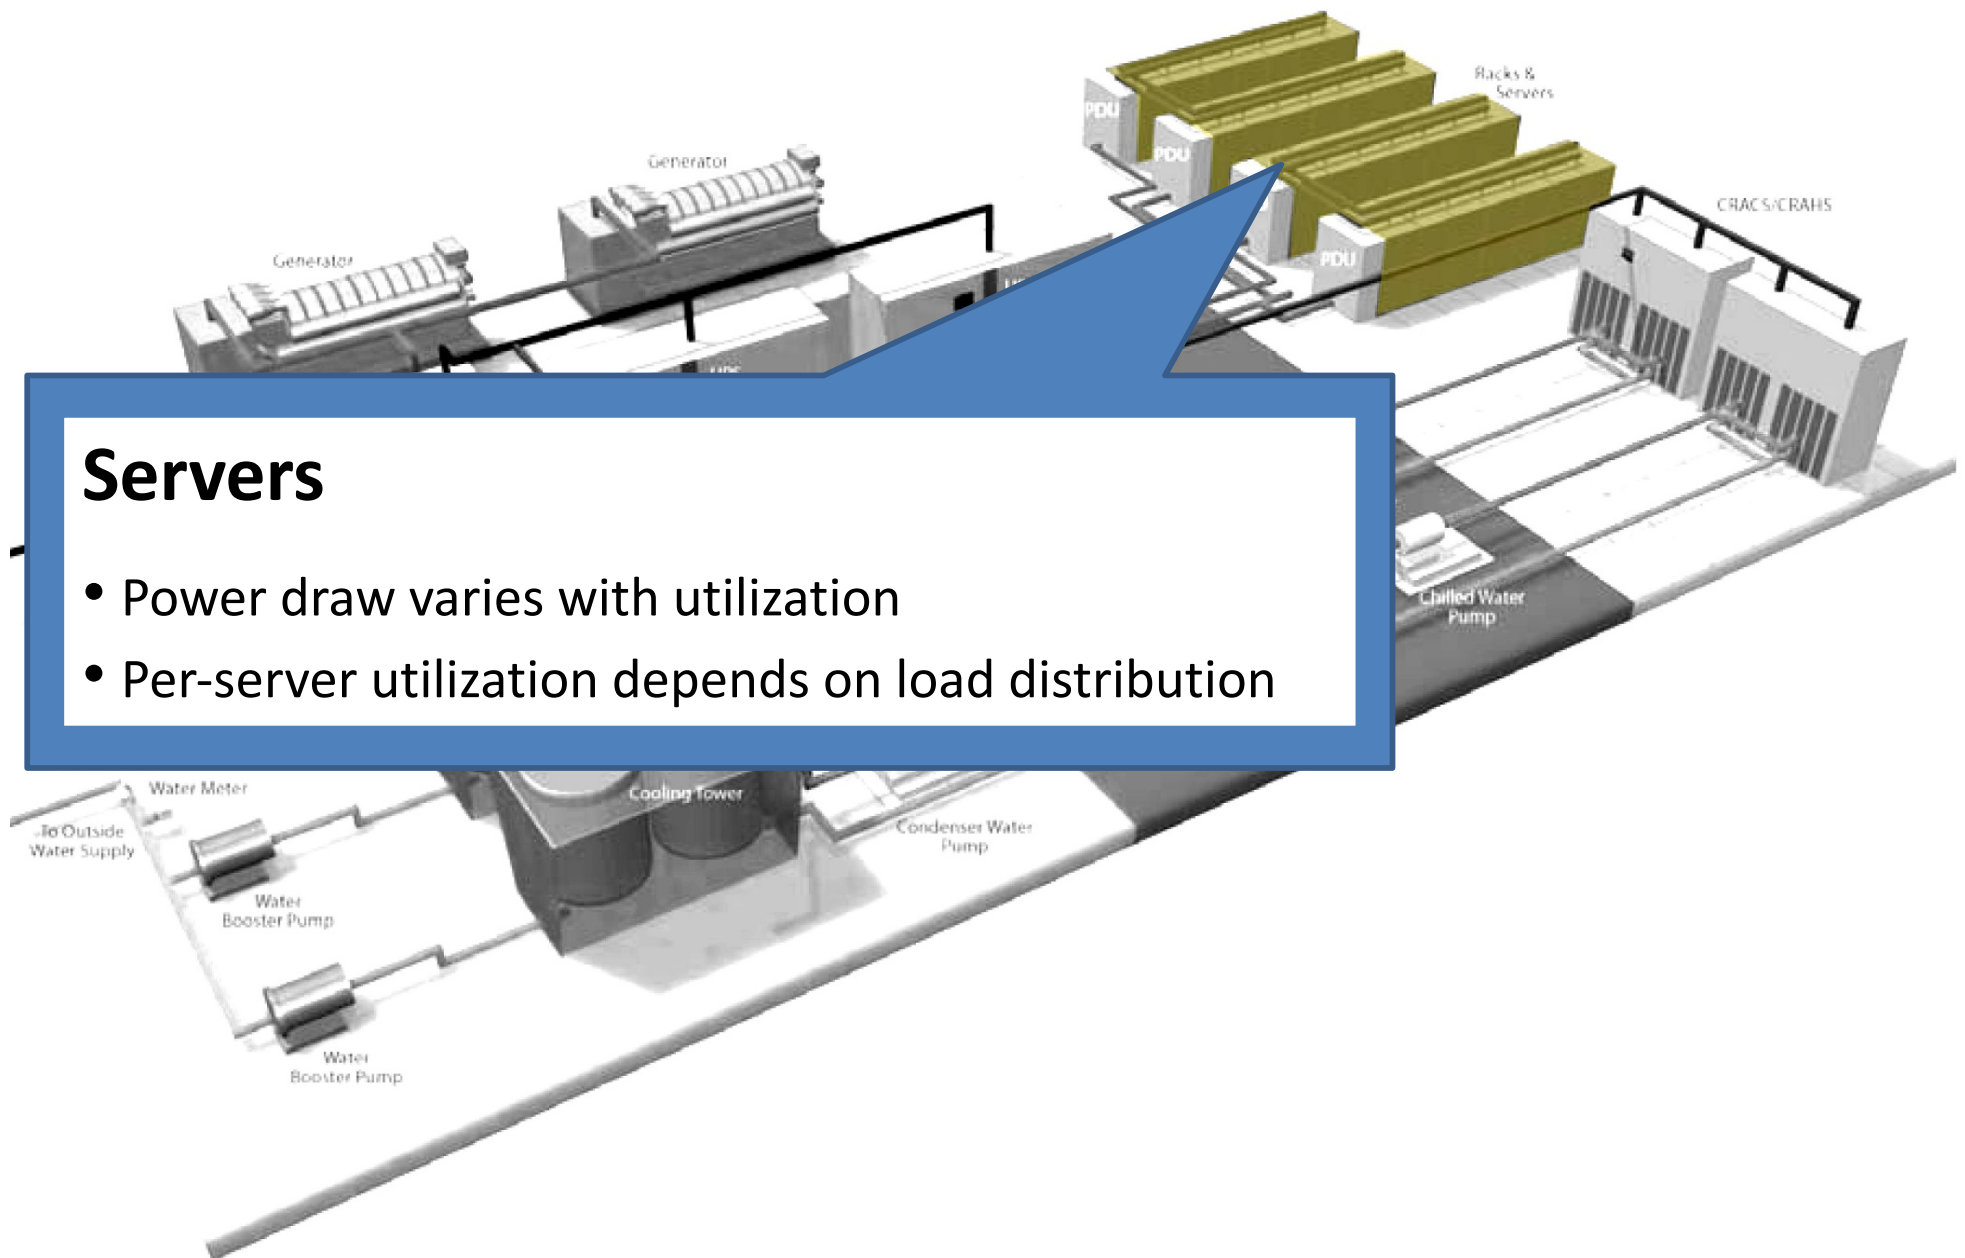 Racks &
Servers
PDU
PDU
PDU
Generator
Generator
CRACS/CRAHS
UPS
Servers
• Power draw varies with utilization
• Per-server utilization depends on load distribution
Chilled Water
Pump
Water Meter
To Outside
Water Supply
Cooling Tower
Condenser Water
Pump
Water
Booster Pump
Water
Booster Pump